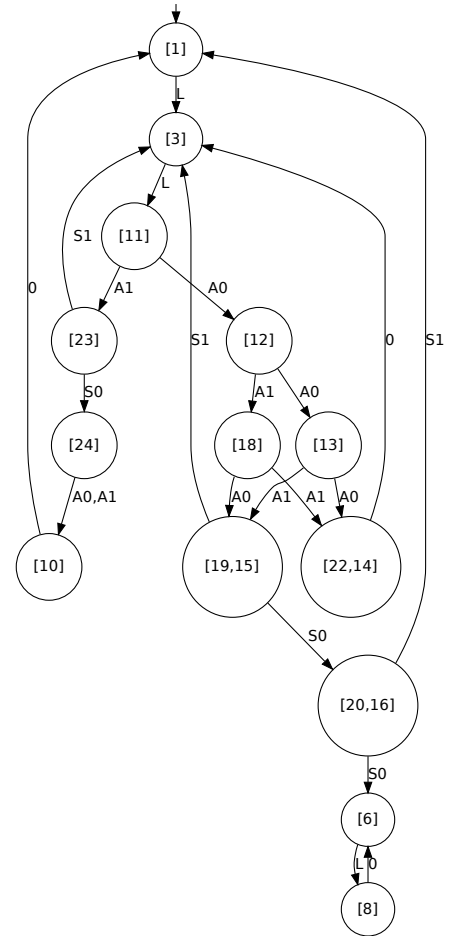 [1]
L
[3]
L
[11]
S1
A1
A0
0
[23]
[12]
S1
0
S1
S0
A1
A0
[24]
[18]
[13]
A0,A1
A0
A1
A1
A0
[10]
[19,15]
[22,14]
S0
[20,16]
S0
[6]
L
0
[8]